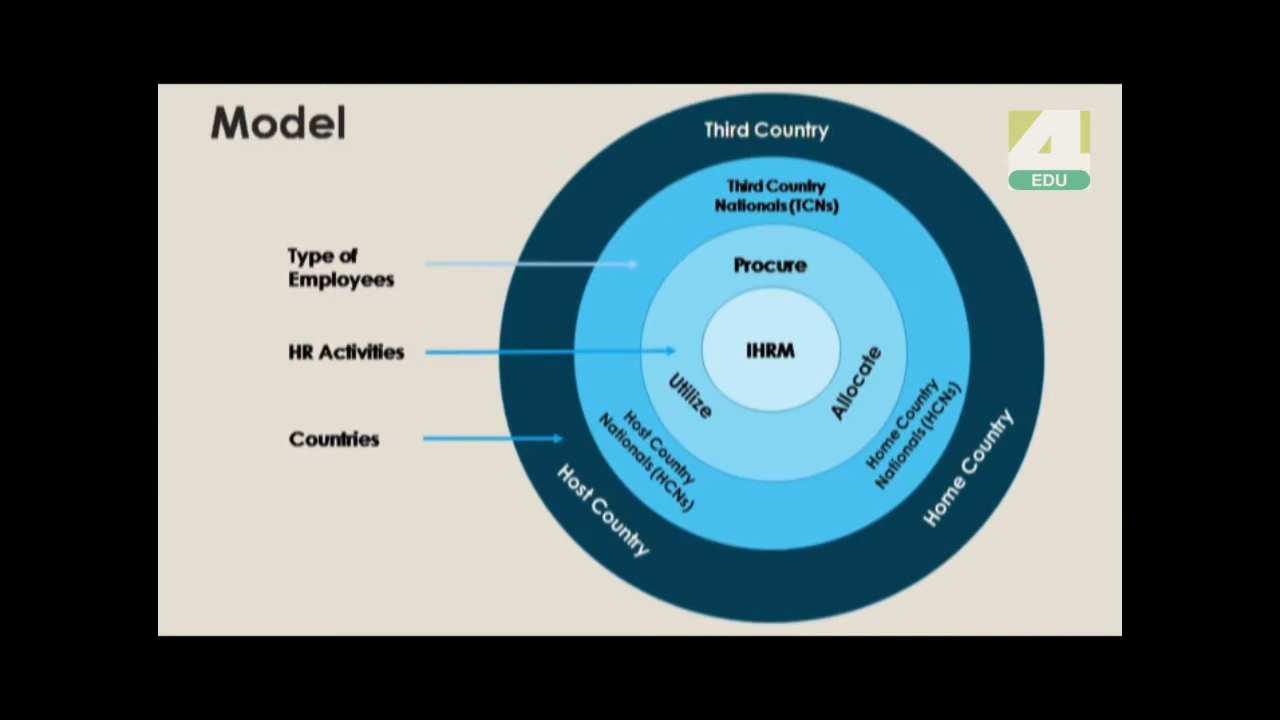 Model
4
EDU
Third Country
Third Country
Nationals (TCNs)
Type of
Employees
Procure
HR Activities
IHRM
Utilize
Allocate
Countries
Host Country
Nationals (HCNs)
Home Country
Nationals (HCNs)
Host Country
Home Country